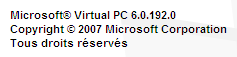 Microsoft® Virtual PC 6.0.192.0
Copyright © 2007 Microsoft Corporation
Tous droits réservés